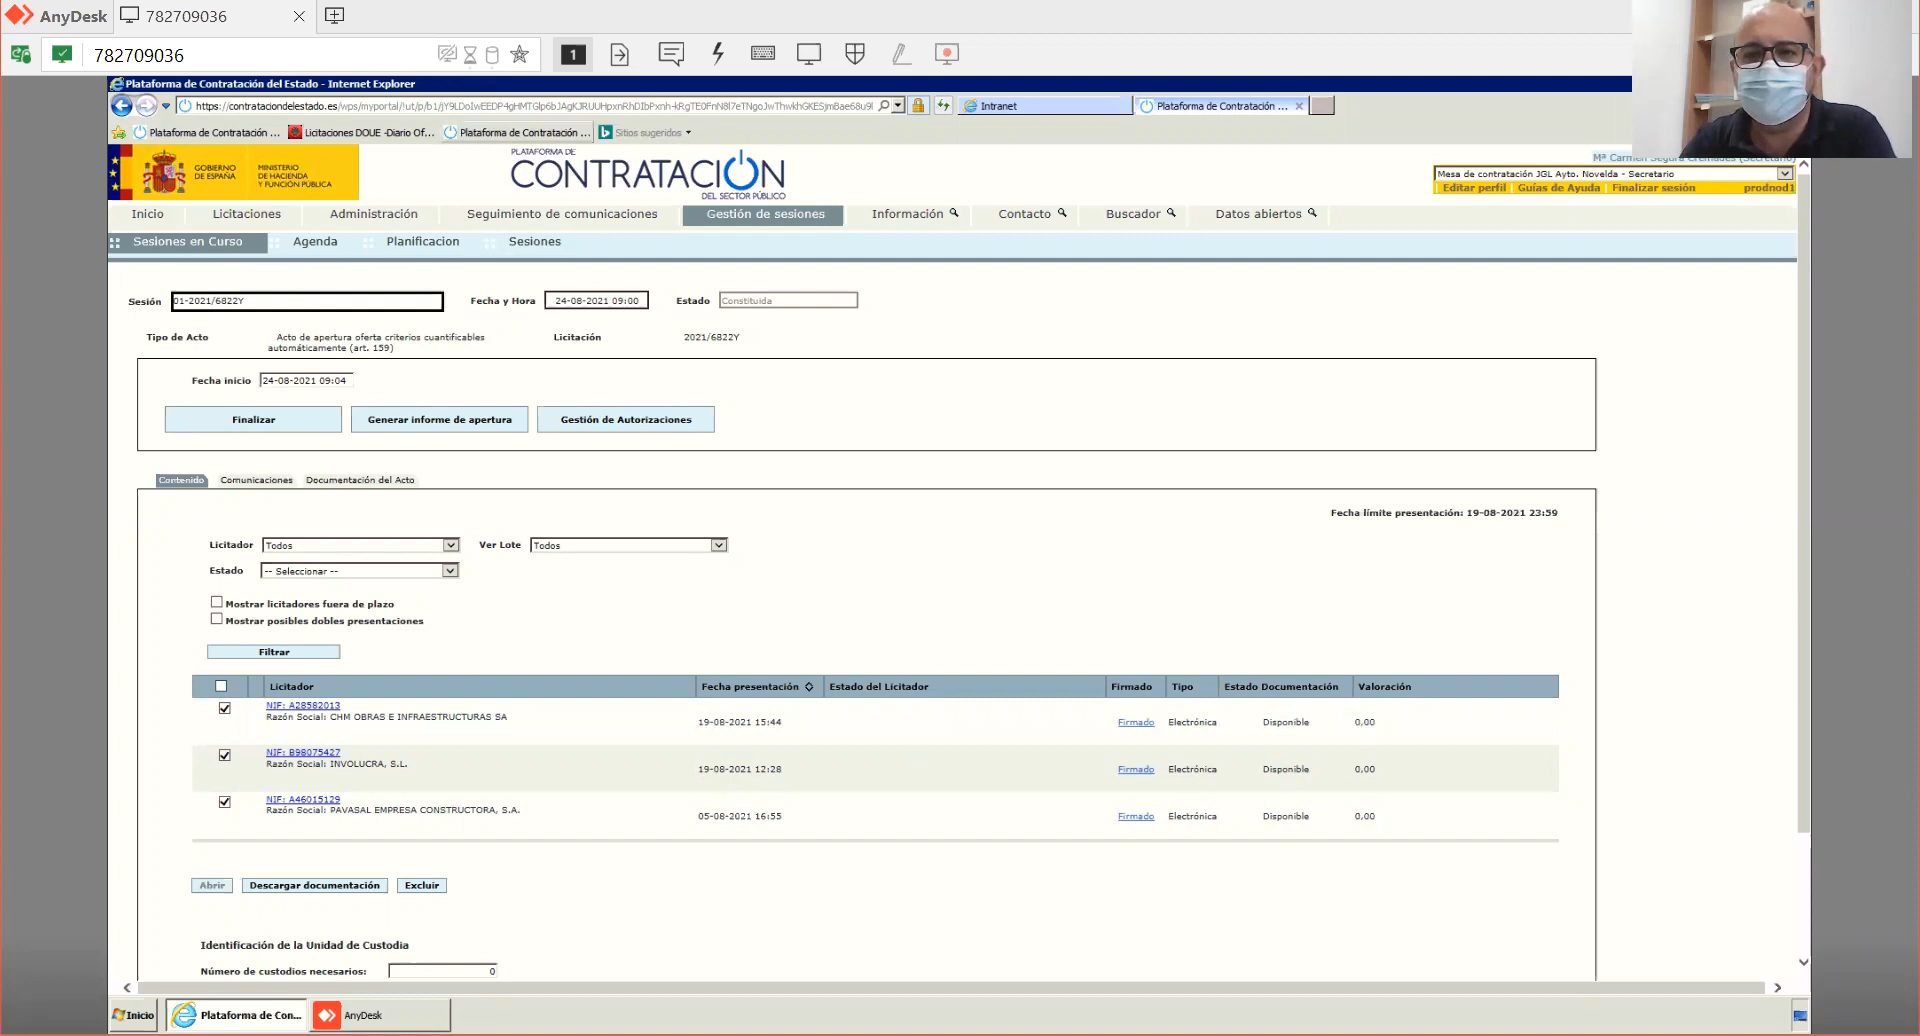 AnyDesk 782709036
782709036 1
Plataforma de Contratación del Estado - Internet Explorer
Intranet Plataforma de Contratación ...
Plataforma de Contratación ... Licitaciones DOUE -Diario Of... Plataforma de Contratación ... Sitios sugeridos
Mª Carmen Segura Cremades (Secretario)
GOBIERNO DE ESPAÑA
MINISTERIO DE HACIENDA Y FUNCIÓN PÚBLICA
PLATAFORMA DE
CONTRATACIÓN
DEL SECTOR PÚBLICO
Mesa de contratación JGL Ayto. Novelda - Secretario
Editar perfil Guías de Ayuda Finalizar sesión prodnod1
Inicio Licitaciones Administración Seguimiento de comunicaciones Gestión de sesiones Información Contacto Buscador Datos abiertos
Sesiones en Curso Agenda Planificacion Sesiones
Sesión 01-2021/6822Y Fecha y Hora 24-08-2021 09:00 Estado Constituida
Tipo de Acto Acto de apertura oferta criterios cuantificables Licitación 2021/6822Y
automáticamente (art. 159)
Fecha inicio 24-08-2021 09:04
Finalizar Generar informe de apertura Gestión de Autorizaciones
Contenido Comunicaciones Documentación del Acto
Fecha límite presentación: 19-08-2021 23:59
Licitador Todos Ver Lote Todos
Estado -- Seleccionar --
Mostrar licitadores fuera de plazo
Mostrar posibles dobles presentaciones
Filtrar
Licitador Fecha presentación Estado del Licitador Firmado Tipo Estado Documentación Valoración
NIF: A28582013
Razón Social: CHM OBRAS E INFRAESTRUCTURAS SA
19-08-2021 15:44 Firmado Electrónica Disponible 0,00
NIF: B98075427
Razón Social: INVOLUCRA, S.L.
19-08-2021 12:28 Firmado Electrónica Disponible 0,00
NIF: A46015129
Razón Social: PAVASAL EMPRESA CONSTRUCTORA, S.A.
05-08-2021 16:55 Firmado Electrónica Disponible 0,00
Abrir Descargar documentación Excluir
Identificación de la Unidad de Custodia
Número de custodios necesarios: 0
Inicio Plataforma de Con... AnyDesk